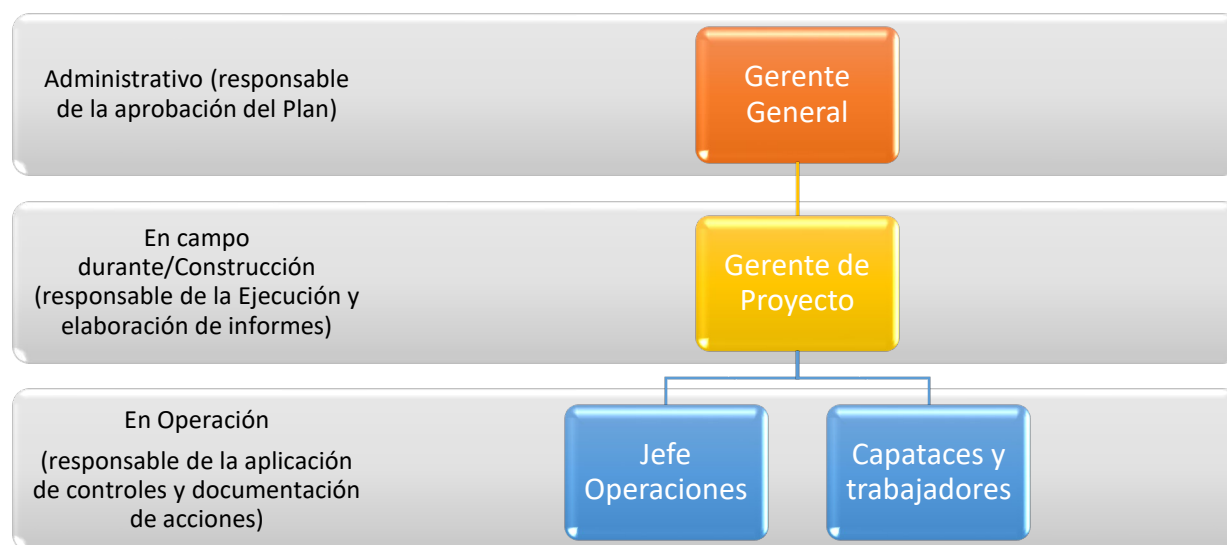 Administrativo (responsable
de la aprobación del Plan)
Gerente
General
En campo
durante/Construcción
(responsable de la Ejecución y
elaboración de informes)
Gerente de
Proyecto
En Operación
(responsable de la aplicación
de controles y documentación
de acciones)
Jefe
Operaciones
Capataces y
trabajadores